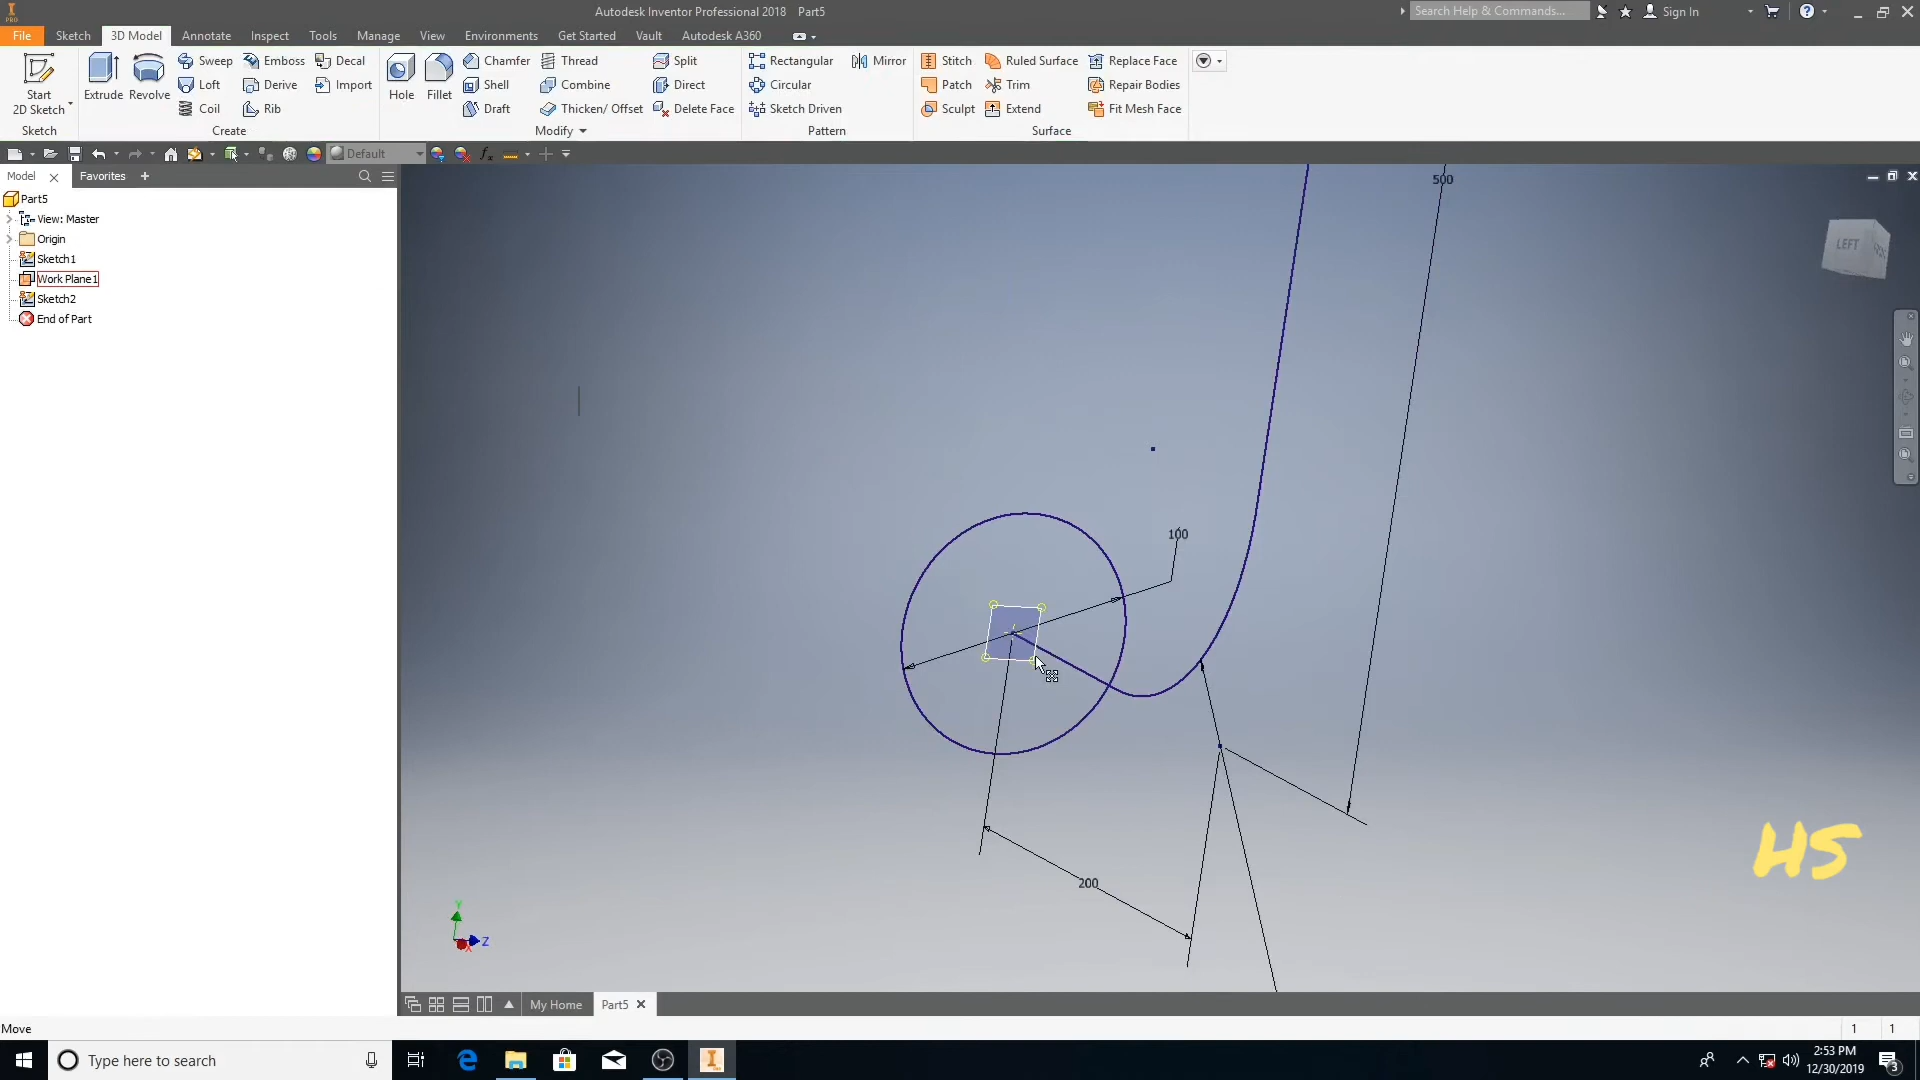 Autodesk Inventor Professional 2018 Part5
Search Help & Commands...
Sign In
PRO
File Sketch 3D Model Annotate Inspect Tools Manage View Environments Get Started Vault Autodesk A360
Start
2D Sketch
Sketch
Extrude
Revolve
Sweep
Loft
Coil
Emboss
Derive
Rib
Decal
Import
Create
Hole
Fillet
Chamfer
Shell
Draft
Thread
Combine
Thicken/ Offset
Split
Direct
Delete Face
Modify
Rectangular
Circular
Sketch Driven
Mirror
Pattern
Stitch
Patch
Sculpt
Ruled Surface
Trim
Extend
Replace Face
Repair Bodies
Fit Mesh Face
Surface
Default
fx
Model
Favorites
Part5
View: Master
Origin
Sketch1
Work Plane1
Sketch2
End of Part
500
LEFT
100
200
Y
Z
X
HS
My Home
Part5
Move
1 1
Type here to search
2:53 PM
12/30/2019
3